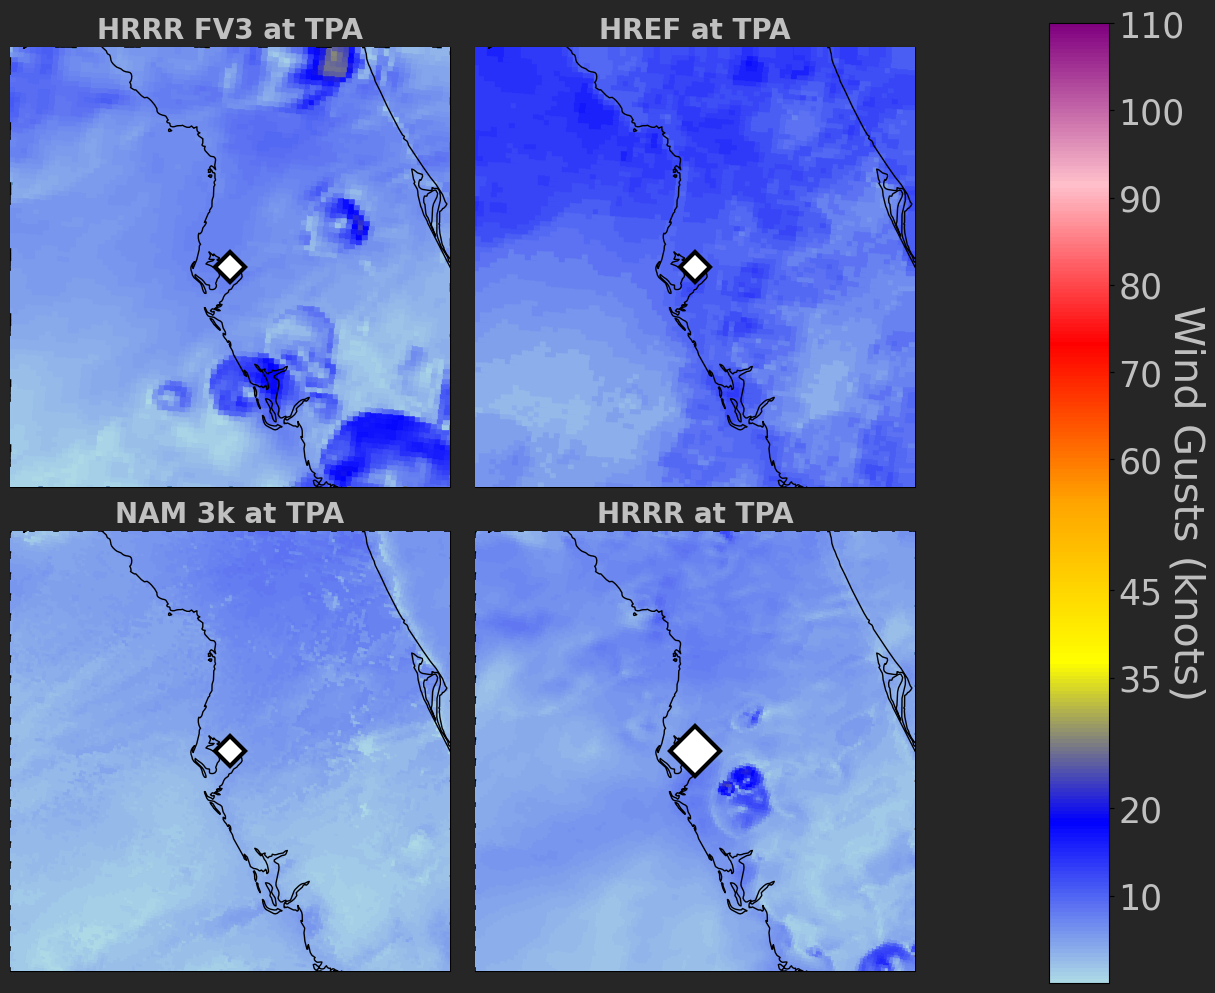 HRRR FV3 at TPA
HREF at TPA
NAM 3k at TPA
HRRR at TPA
110
100
90
80
70
60
45
35
20
10
Wind Gusts (knots)